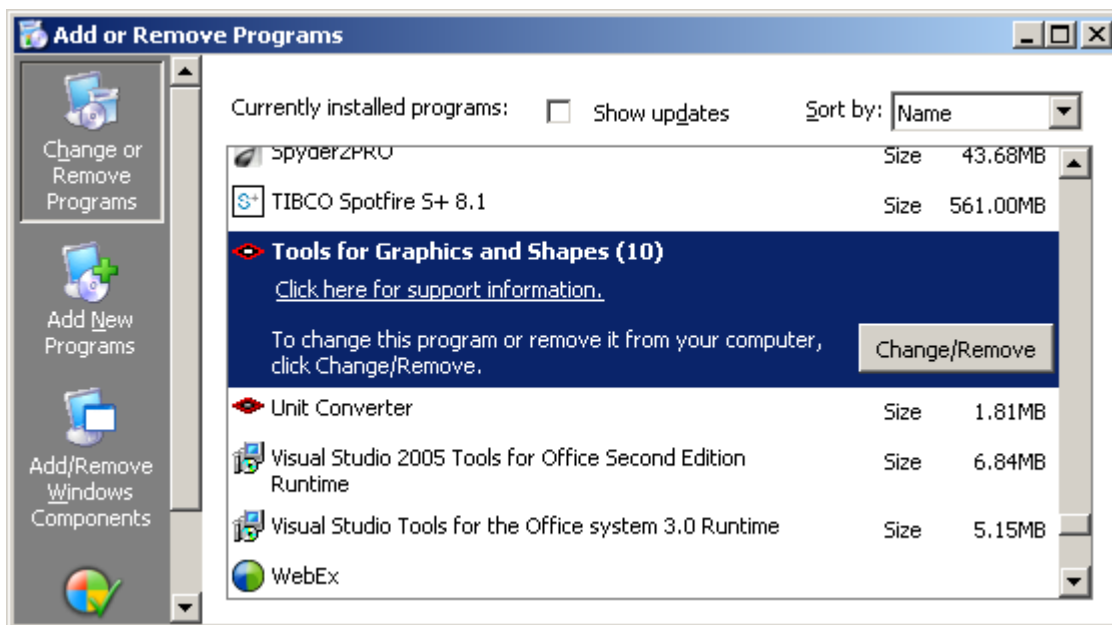 Add or Remove Programs
Change or
Remove
Programs
Add New
Programs
Add/Remove
Windows
Components
Currently installed programs:
Show updates
Sort by:
Name
Spyder2PRO
Size
43.68MB
S+
TIBCO Spotfire S+ 8.1
Size
561.00MB
Tools for Graphics and Shapes (10)
Click here for support information.
To change this program or remove it from your computer,
click Change/Remove.
Change/Remove
Unit Converter
Size
1.81MB
Visual Studio 2005 Tools for Office Second Edition
Runtime
Size
6.84MB
Visual Studio Tools for the Office system 3.0 Runtime
Size
5.15MB
WebEx